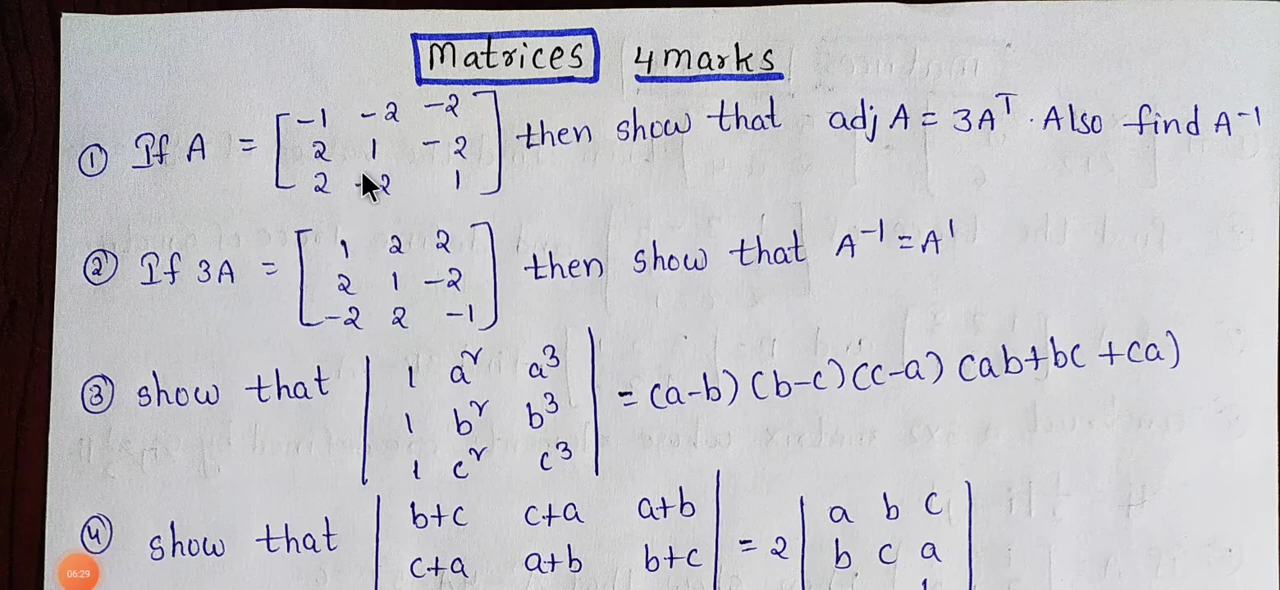 Matrices 4 marks
① If A = [ -1 -2 -2 ] then show that adj A = 3Aᵀ. Also find A⁻¹
2 1 -2
2 -2 1
② If 3A = [ 1 2 2 ] then show that A⁻¹ = A'
2 1 -2
-2 2 -1
③ show that | 1 a² a³ | = (a-b) (b-c) (c-a) (ab+bc+ca)
1 b² b³
1 c² c³
④ show that | b+c c+a a+b | = 2 | a b c |
c+a a+b b+c b c a
06:29